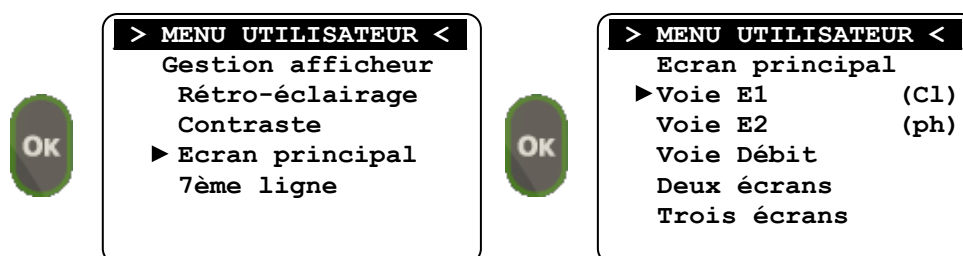 OK
> MENU UTILISATEUR <
Gestion afficheur
Rétro-éclairage
Contraste
►Ecran principal
7ème ligne
OK
> MENU UTILISATEUR <
Ecran principal
►Voie E1 (Cl)
Voie E2 (ph)
Voie Débit
Deux écrans
Trois écrans